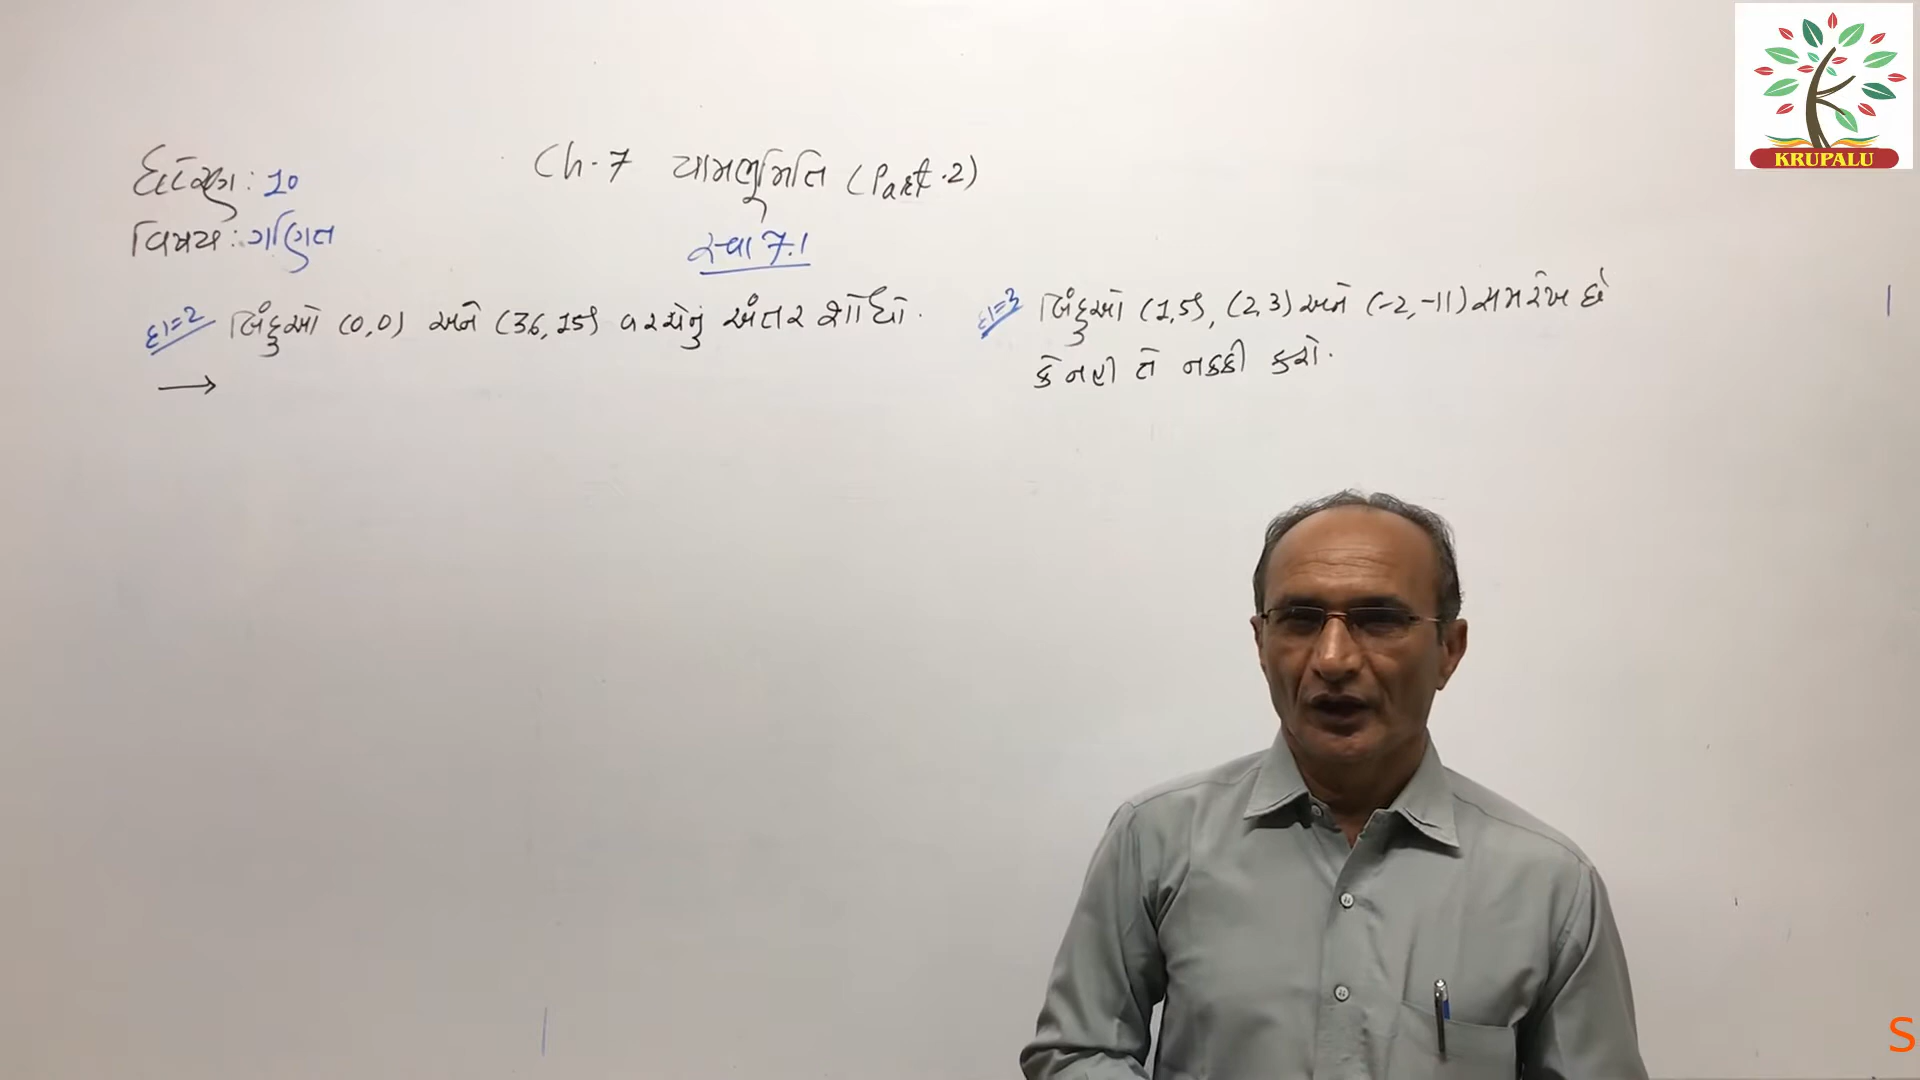 ધોરણ : 10
Ch-7 યામભૂમિતિ (Part-2)
વિષય : ગણિત
સ્વા 7.1
દા=2 બિંદુઓ (0,0) અને (36,15) વચ્ચેનું અંતર શોધો.
દા=3 બિંદુઓ (1,5), (2,3) અને (-2,-11) સમરેખ છે
કે નહી તે નક્કી કરો.
KRUPALU
S